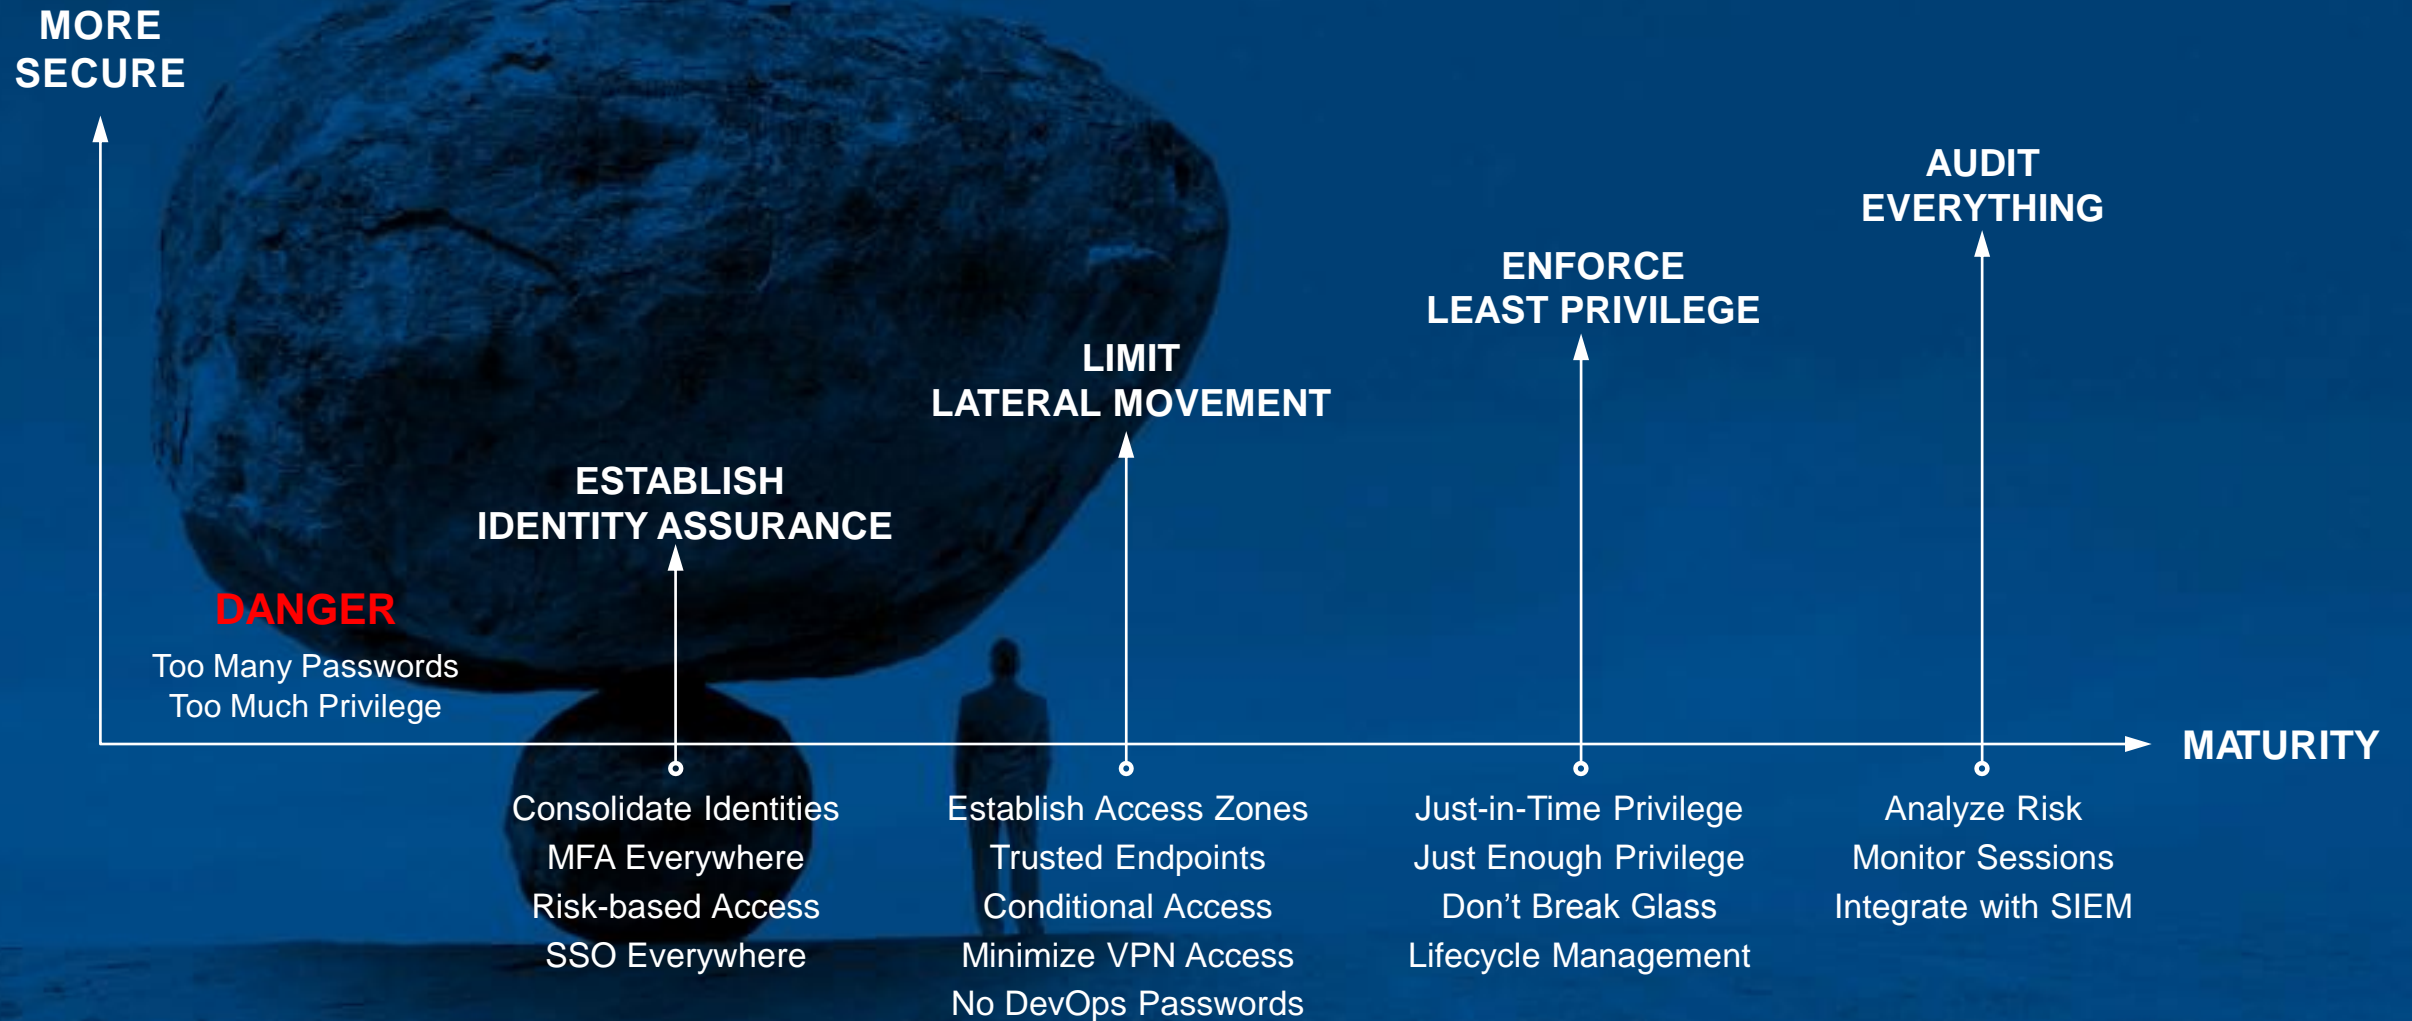 MORE
SECURE
AUDIT
EVERYTHING
ENFORCE
LEAST PRIVILEGE
LIMIT
LATERAL MOVEMENT
ESTABLISH
IDENTITY ASSURANCE
DANGER
Too Many Passwords
Too Much Privilege
MATURITY
Consolidate Identities
MFA Everywhere
Risk-based Access
SSO Everywhere
Establish Access Zones
Trusted Endpoints
Conditional Access
Minimize VPN Access
No DevOps Passwords
Just-in-Time Privilege
Just Enough Privilege
Don’t Break Glass
Lifecycle Management
Analyze Risk
Monitor Sessions
Integrate with SIEM